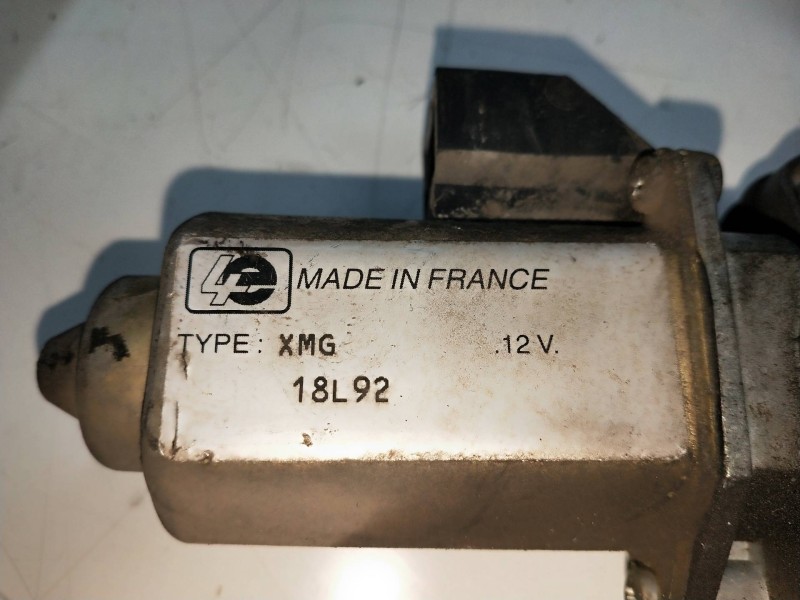 MADE IN FRANCE
TYPE: XMG .12 V.
18L92